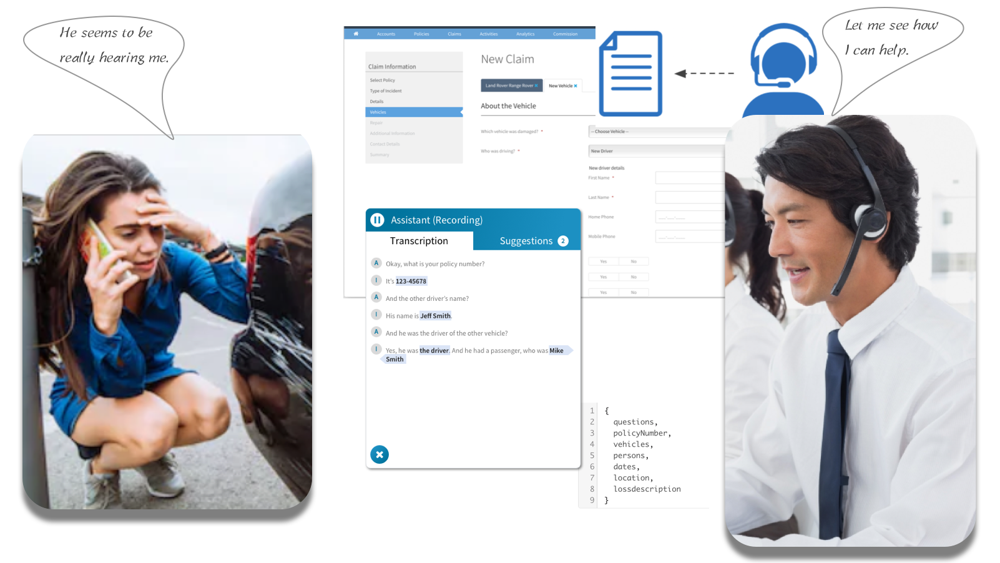 He seems to be
really hearing me.
Let me see how
I can help.
Accounts Policies Claims Activities Analytics Commission
Claim Information
Select Policy
Type of Incident
Details
Vehicles
Repair
Additional Information
Contact Details
Summary
New Claim
Land Rover Range Rover × New Vehicle ×
About the Vehicle
Which vehicle was damaged? *
-- Choose Vehicle --
Who was driving? *
New Driver
New driver details
First Name *
Last Name *
Home Phone
___-___-____
Mobile Phone
___-___-____
Yes No
Yes No
Yes No
Assistant (Recording)
Transcription Suggestions 2
A Okay, what is your policy number?
I It's 123-45678
A And the other driver's name?
I His name is Jeff Smith.
A And he was the driver of the other vehicle?
I Yes, he was the driver. And he had a passenger, who was Mike
Smith
1 {
2 questions,
3 policyNumber,
4 vehicles,
5 persons,
6 dates,
7 location,
8 lossdescription
9 }